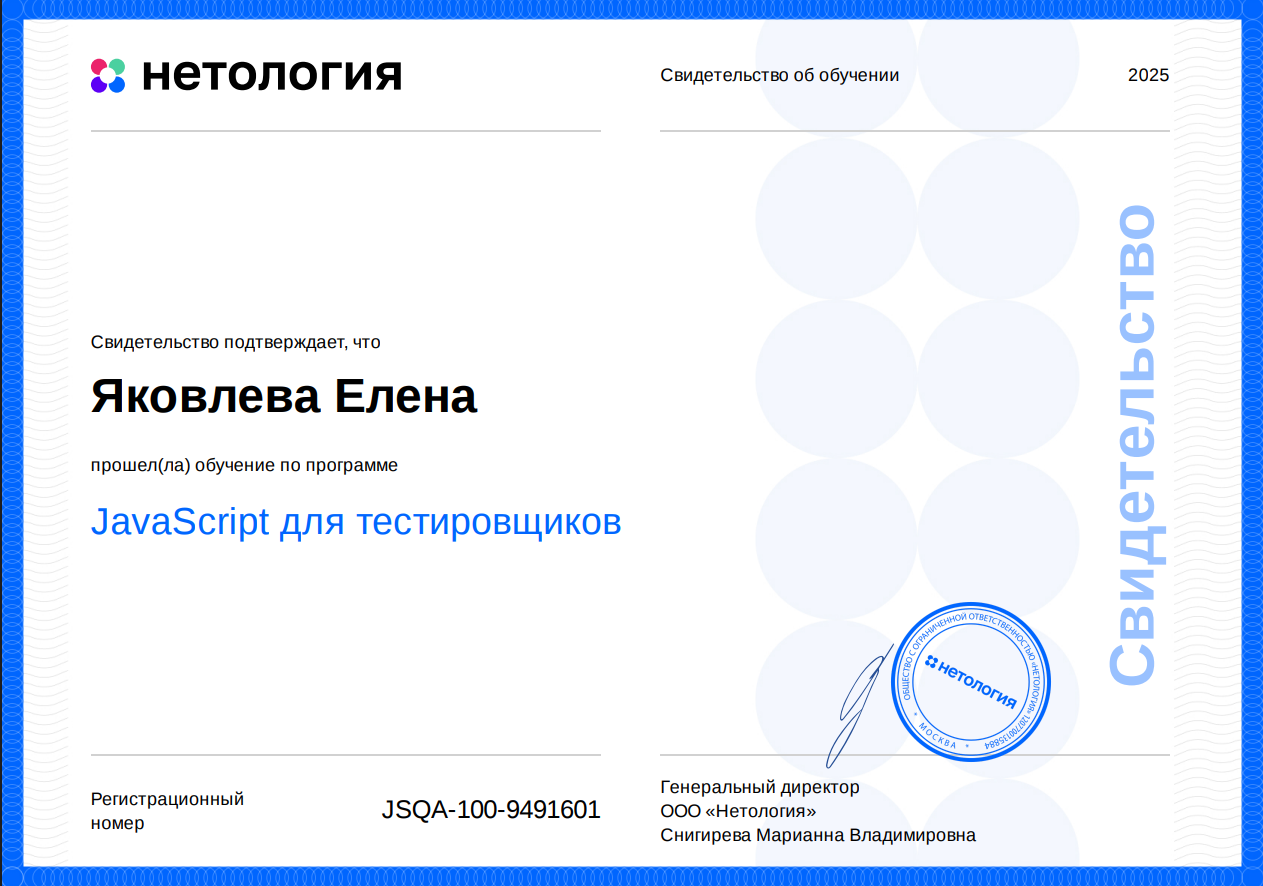 нетология
Свидетельство об обучении
2025
Свидетельство подтверждает, что
Яковлева Елена
прошел(ла) обучение по программе
JavaScript для тестировщиков
Свидетельство
ОБЩЕСТВО С ОГРАНИЧЕННОЙ ОТВЕТСТВЕННОСТЬЮ «НЕТОЛОГИЯ» 1207700135884
* МОСКВА *
нетология
Регистрационный
номер
JSQA-100-9491601
Генеральный директор
ООО «Нетология»
Снигирева Марианна Владимировна